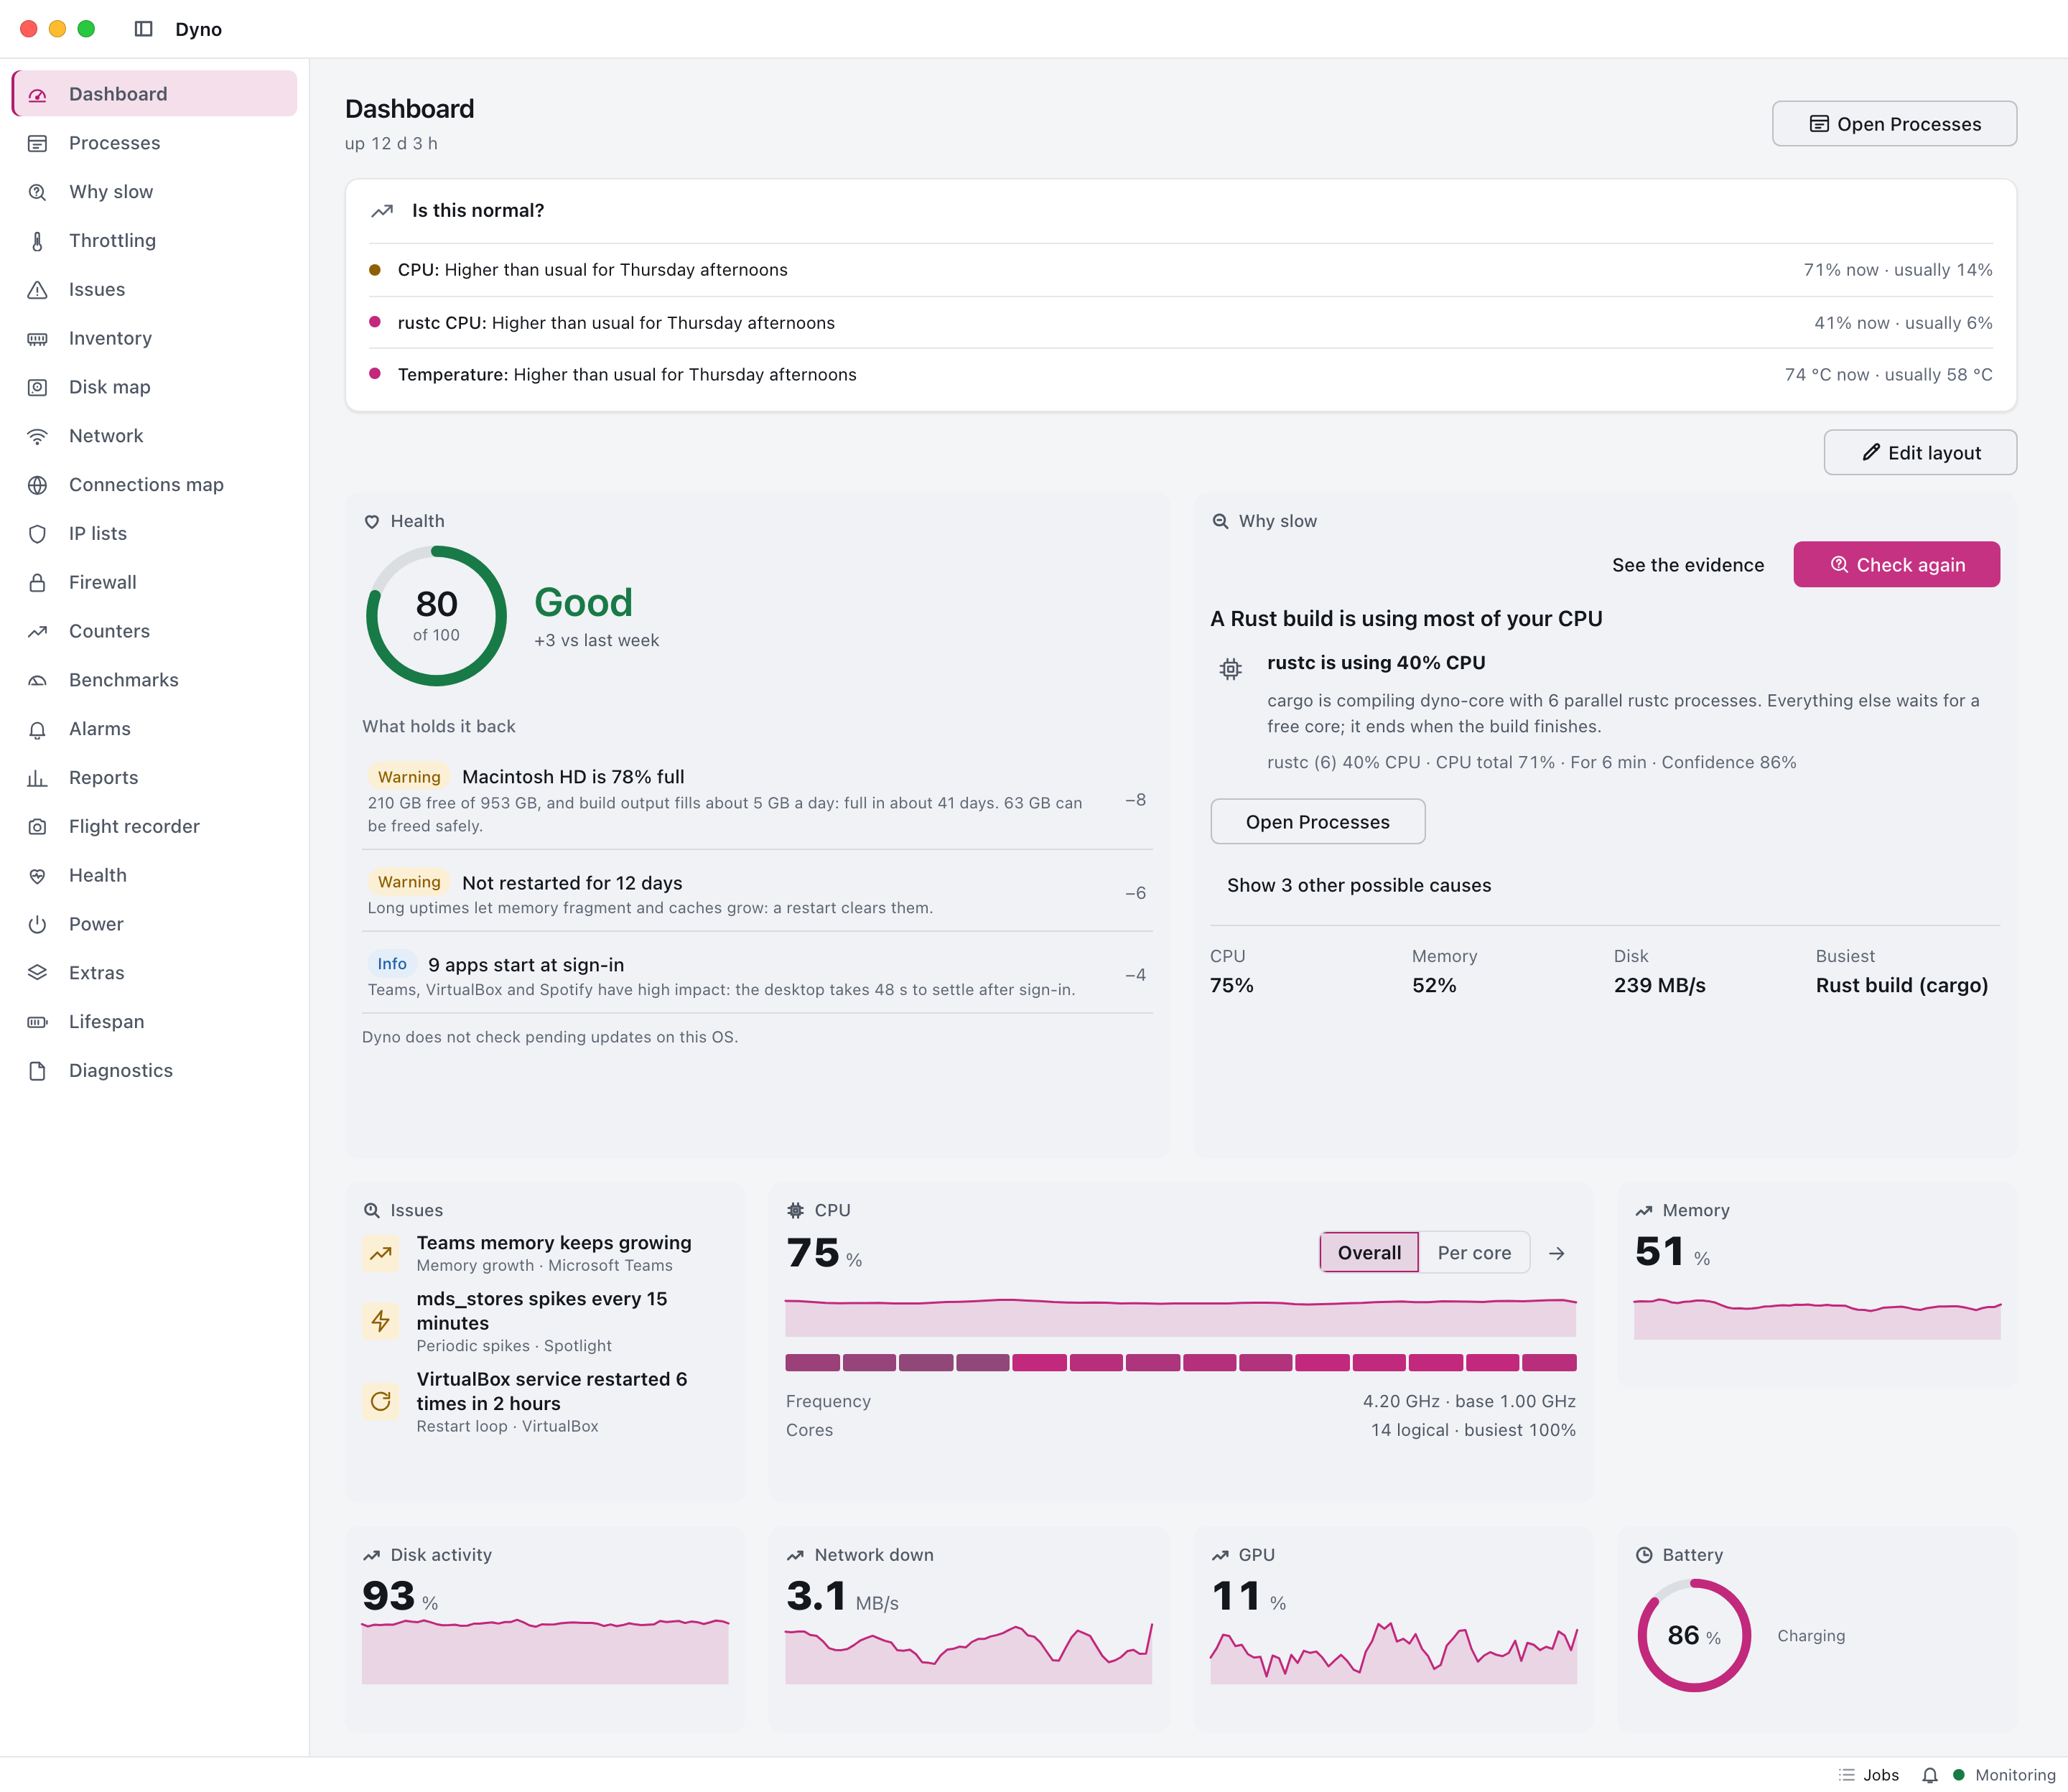 Dyno
Dashboard
Processes
Why slow
Throttling
Issues
Inventory
Disk map
Network
Connections map
IP lists
Firewall
Counters
Benchmarks
Alarms
Reports
Flight recorder
Health
Power
Extras
Lifespan
Diagnostics
Dashboard
up 12 d 3 h
Open Processes
Is this normal?
CPU: Higher than usual for Thursday afternoons
71% now · usually 14%
rustc CPU: Higher than usual for Thursday afternoons
41% now · usually 6%
Temperature: Higher than usual for Thursday afternoons
74 °C now · usually 58 °C
Edit layout
Health
80
of 100
Good
+3 vs last week
What holds it back
Warning Macintosh HD is 78% full
210 GB free of 953 GB, and build output fills about 5 GB a day: full in about 41 days. 63 GB can
be freed safely.
−8
Warning Not restarted for 12 days
Long uptimes let memory fragment and caches grow: a restart clears them.
−6
Info 9 apps start at sign-in
Teams, VirtualBox and Spotify have high impact: the desktop takes 48 s to settle after sign-in.
−4
Dyno does not check pending updates on this OS.
Why slow
See the evidence
Check again
A Rust build is using most of your CPU
rustc is using 40% CPU
cargo is compiling dyno-core with 6 parallel rustc processes. Everything else waits for a
free core; it ends when the build finishes.
rustc (6) 40% CPU · CPU total 71% · For 6 min · Confidence 86%
Open Processes
Show 3 other possible causes
CPU
75%
Memory
52%
Disk
239 MB/s
Busiest
Rust build (cargo)
Issues
Teams memory keeps growing
Memory growth · Microsoft Teams
mds_stores spikes every 15
minutes
Periodic spikes · Spotlight
VirtualBox service restarted 6
times in 2 hours
Restart loop · VirtualBox
CPU
75 %
Overall
Per core
Frequency
4.20 GHz · base 1.00 GHz
Cores
14 logical · busiest 100%
Memory
51 %
Disk activity
93 %
Network down
3.1 MB/s
GPU
11 %
Battery
86 %
Charging
Jobs
Monitoring